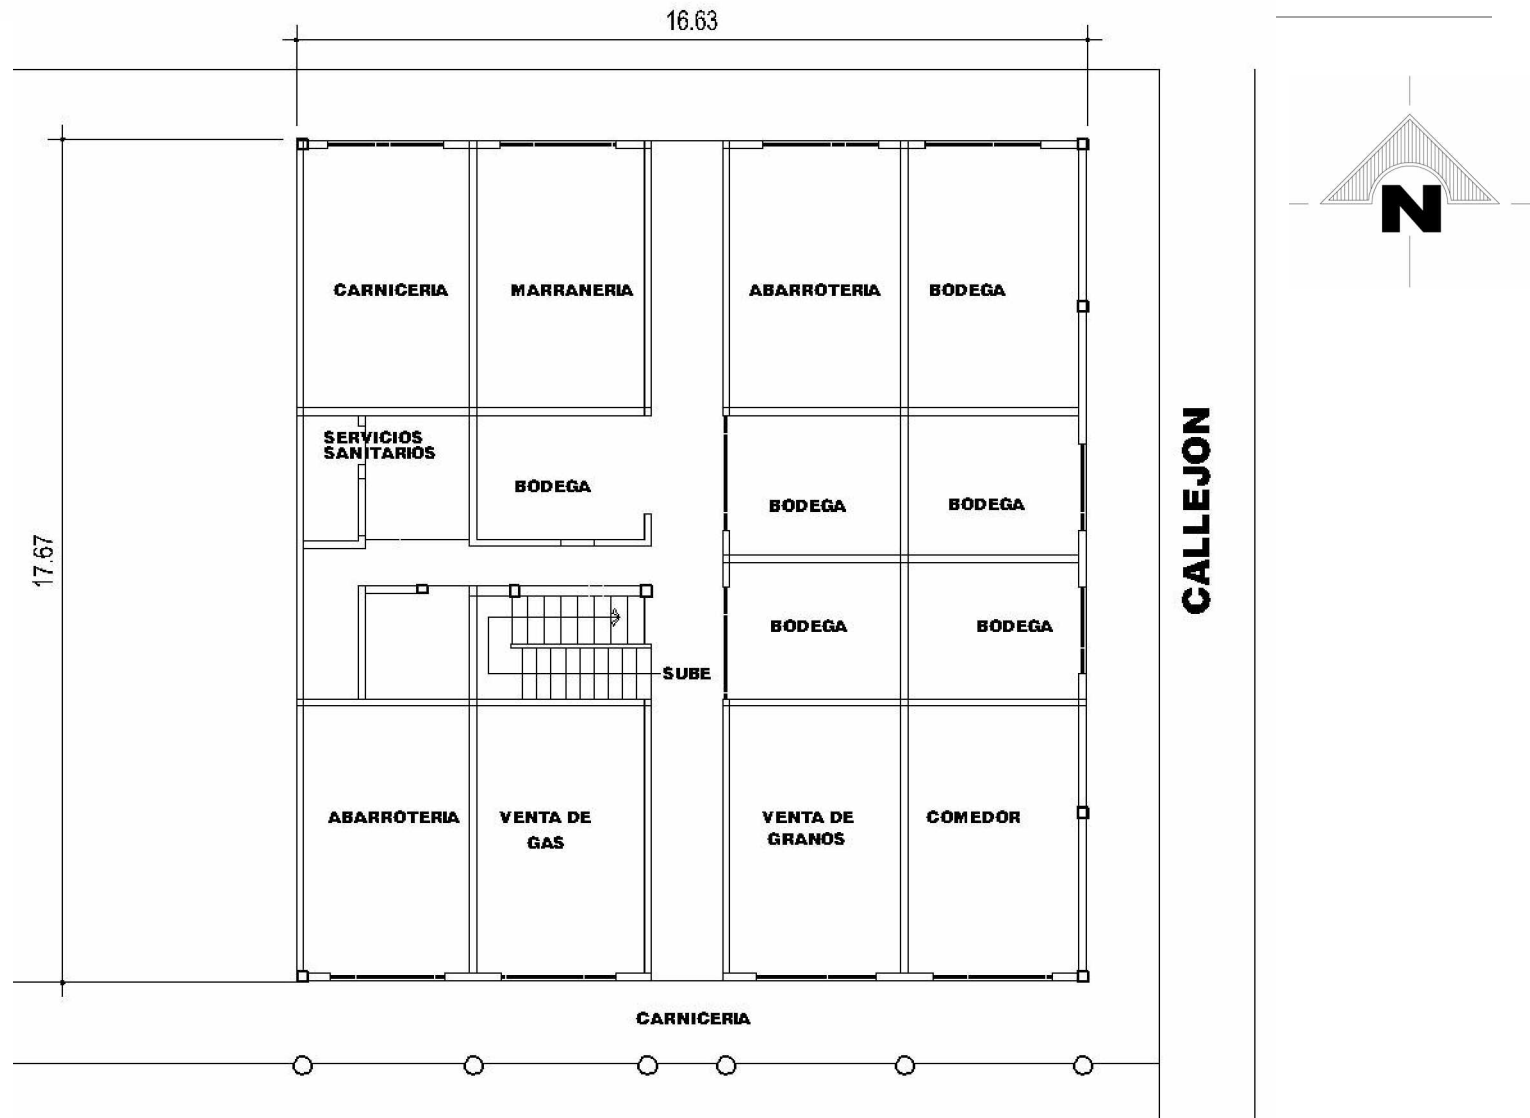 16.63
N
CARNICERIA
MARRANERIA
ABARROTERIA
BODEGA
CALLEJON
SERVICIOS
SANITARIOS
BODEGA
BODEGA
BODEGA
17.67
BODEGA
BODEGA
SUBE
ABARROTERIA
VENTA DE
GAS
VENTA DE
GRANOS
COMEDOR
CARNICERIA